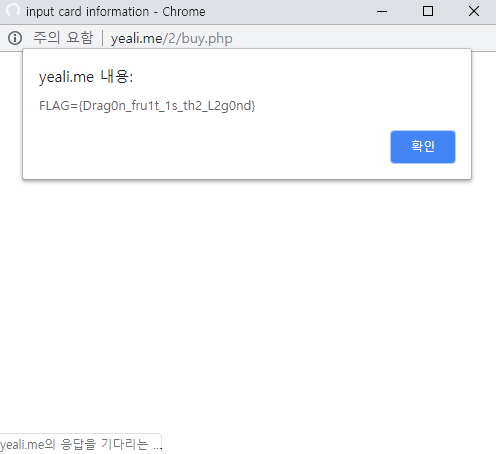 input card information - Chrome
주의 요함 | yeali.me/2/buy.php
yeali.me 내용:
FLAG={Drag0n_fru1t_1s_th2_L2g0nd}
확인
yeali.me의 응답을 기다리는 ...